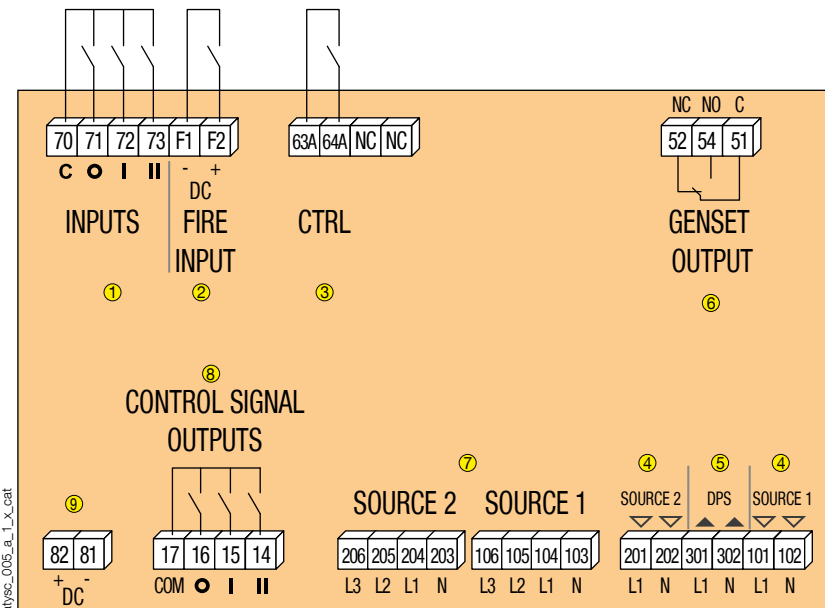 NC NO C
70 71 72 73 F1 F2
63A 64A NC NC
52 54 51
C O I II - +
DC
INPUTS
FIRE
INPUT
CTRL
GENSET
OUTPUT
1
2
3
6
8
CONTROL SIGNAL
OUTPUTS
9
7
4
5
4
SOURCE 2
SOURCE 1
SOURCE 2
DPS
SOURCE 1
82 81
17 16 15 14
206 205 204 203
106 105 104 103
201 202 301 302 101 102
+ -
DC
COM O I II
L3 L2 L1 N
L3 L2 L1 N
L1 N L1 N L1 N
atysc_005_a_1_x_cat